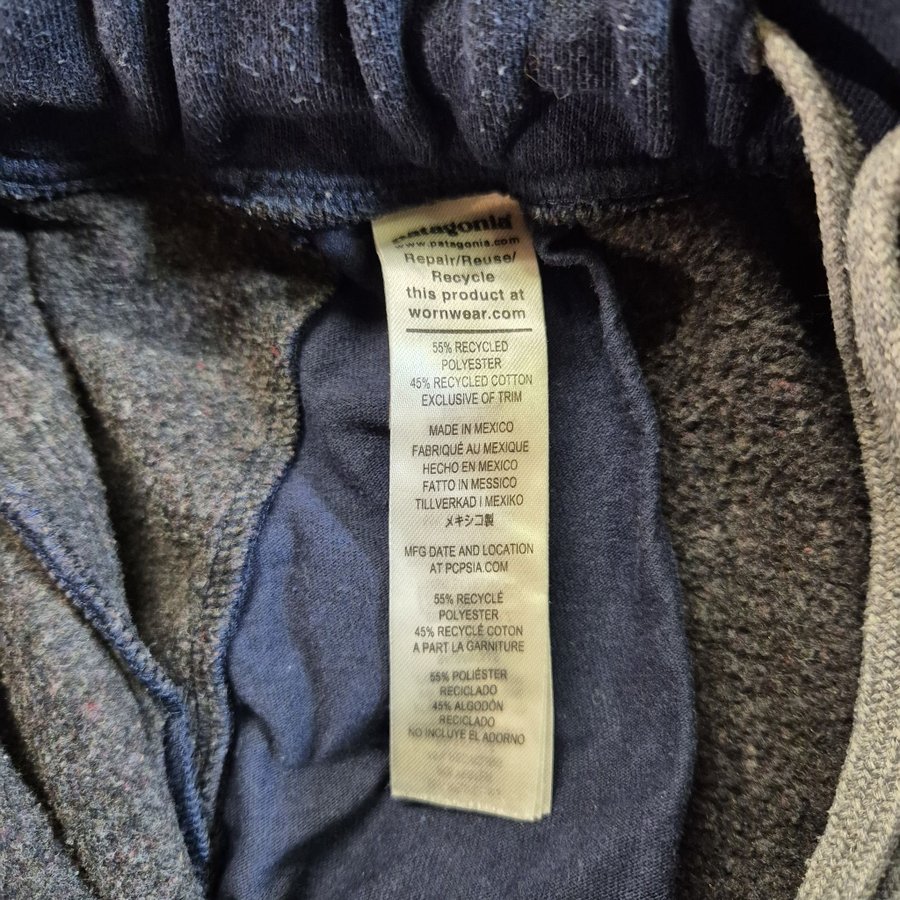 patagonia
www.patagonia.com
Repair/Reuse/
Recycle
this product at
wornwear.com
55% RECYCLED
POLYESTER
45% RECYCLED COTTON
EXCLUSIVE OF TRIM
MADE IN MEXICO
FABRIQUÉ AU MEXIQUE
HECHO EN MEXICO
FATTO IN MESSICO
TILLVERKAD I MEXIKO
メキシコ製
MFG DATE AND LOCATION
AT PCPSIA.COM
55% RECYCLÉ
POLYESTER
45% RECYCLÉ COTON
A PART LA GARNITURE
55% POLIÉSTER
RECICLADO
45% ALGODÓN
RECICLADO
NO INCLUYE EL ADORNO